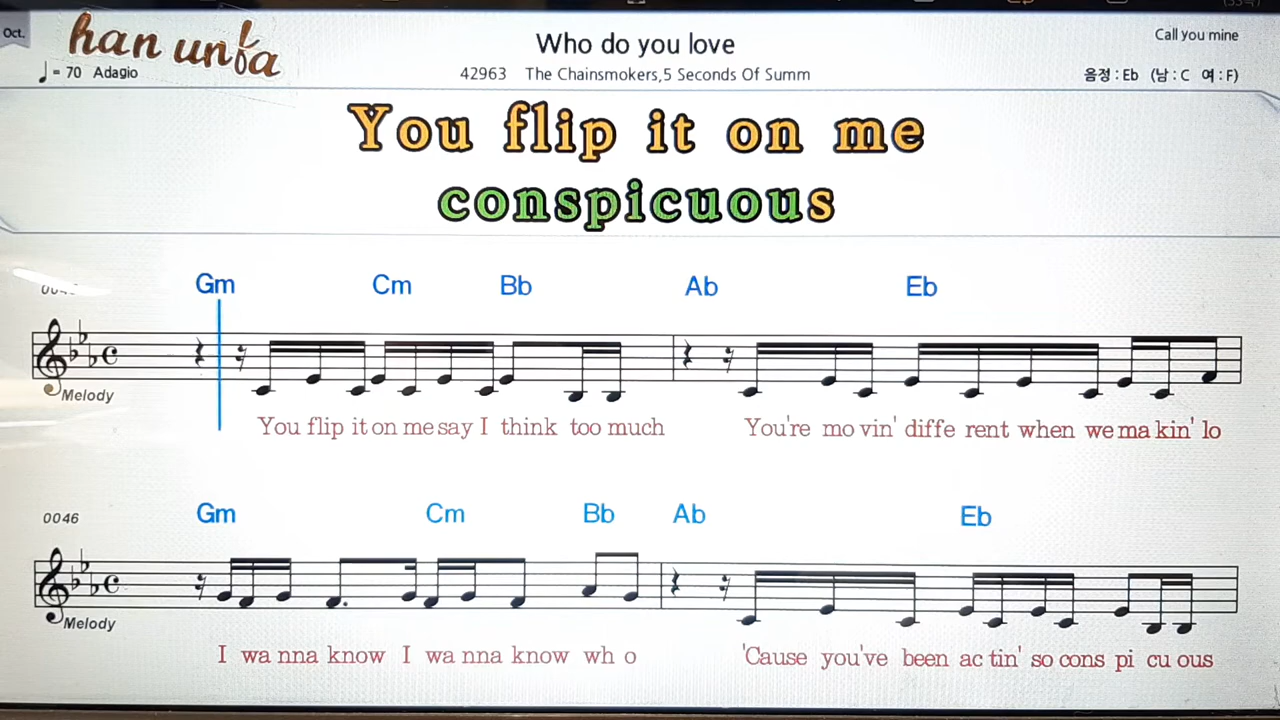 Oct.
han unfa
Who do you love
Call you mine
♩= 70 Adagio
42963 The Chainsmokers,5 Seconds Of Summ
음정 : Eb (남 : C 여 : F)
You flip it on me
conspicuous
Gm Cm Bb Ab Eb
Melody
You flip it on me say I think too much You're mo vin' diffe rent when we ma kin' lo
0046
Gm Cm Bb Ab Eb
Melody
I wa nna know I wa nna know wh o 'Cause you've been ac tin' so cons pi cu ous